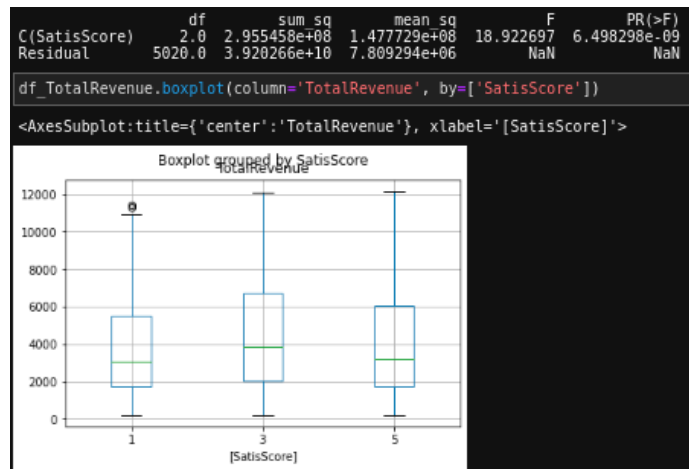 df sum_sq mean_sq F PR(>F)
C(SatisScore) 2.0 2.955458e+08 1.477729e+08 18.922697 6.498298e-09
Residual 5020.0 3.920266e+10 7.809294e+06 NaN NaN
df_TotalRevenue.boxplot(column='TotalRevenue', by=['SatisScore'])
<AxesSubplot:title={'center':'TotalRevenue'}, xlabel='[SatisScore]'>
Boxplot grouped by SatisScore
TotalRevenue
12000
10000
8000
6000
4000
2000
0
1 3 5
[SatisScore]